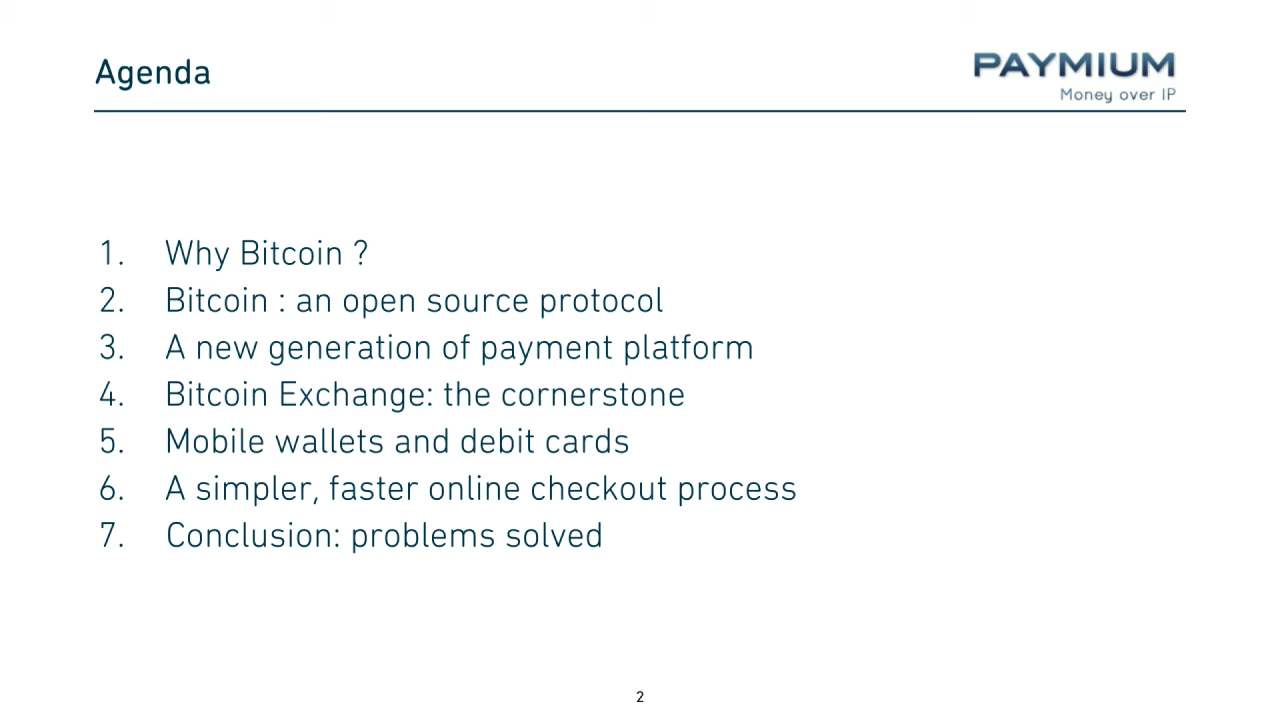 Agenda
PAYMIUM
Money over IP
1. Why Bitcoin ?
2. Bitcoin : an open source protocol
3. A new generation of payment platform
4. Bitcoin Exchange: the cornerstone
5. Mobile wallets and debit cards
6. A simpler, faster online checkout process
7. Conclusion: problems solved
2